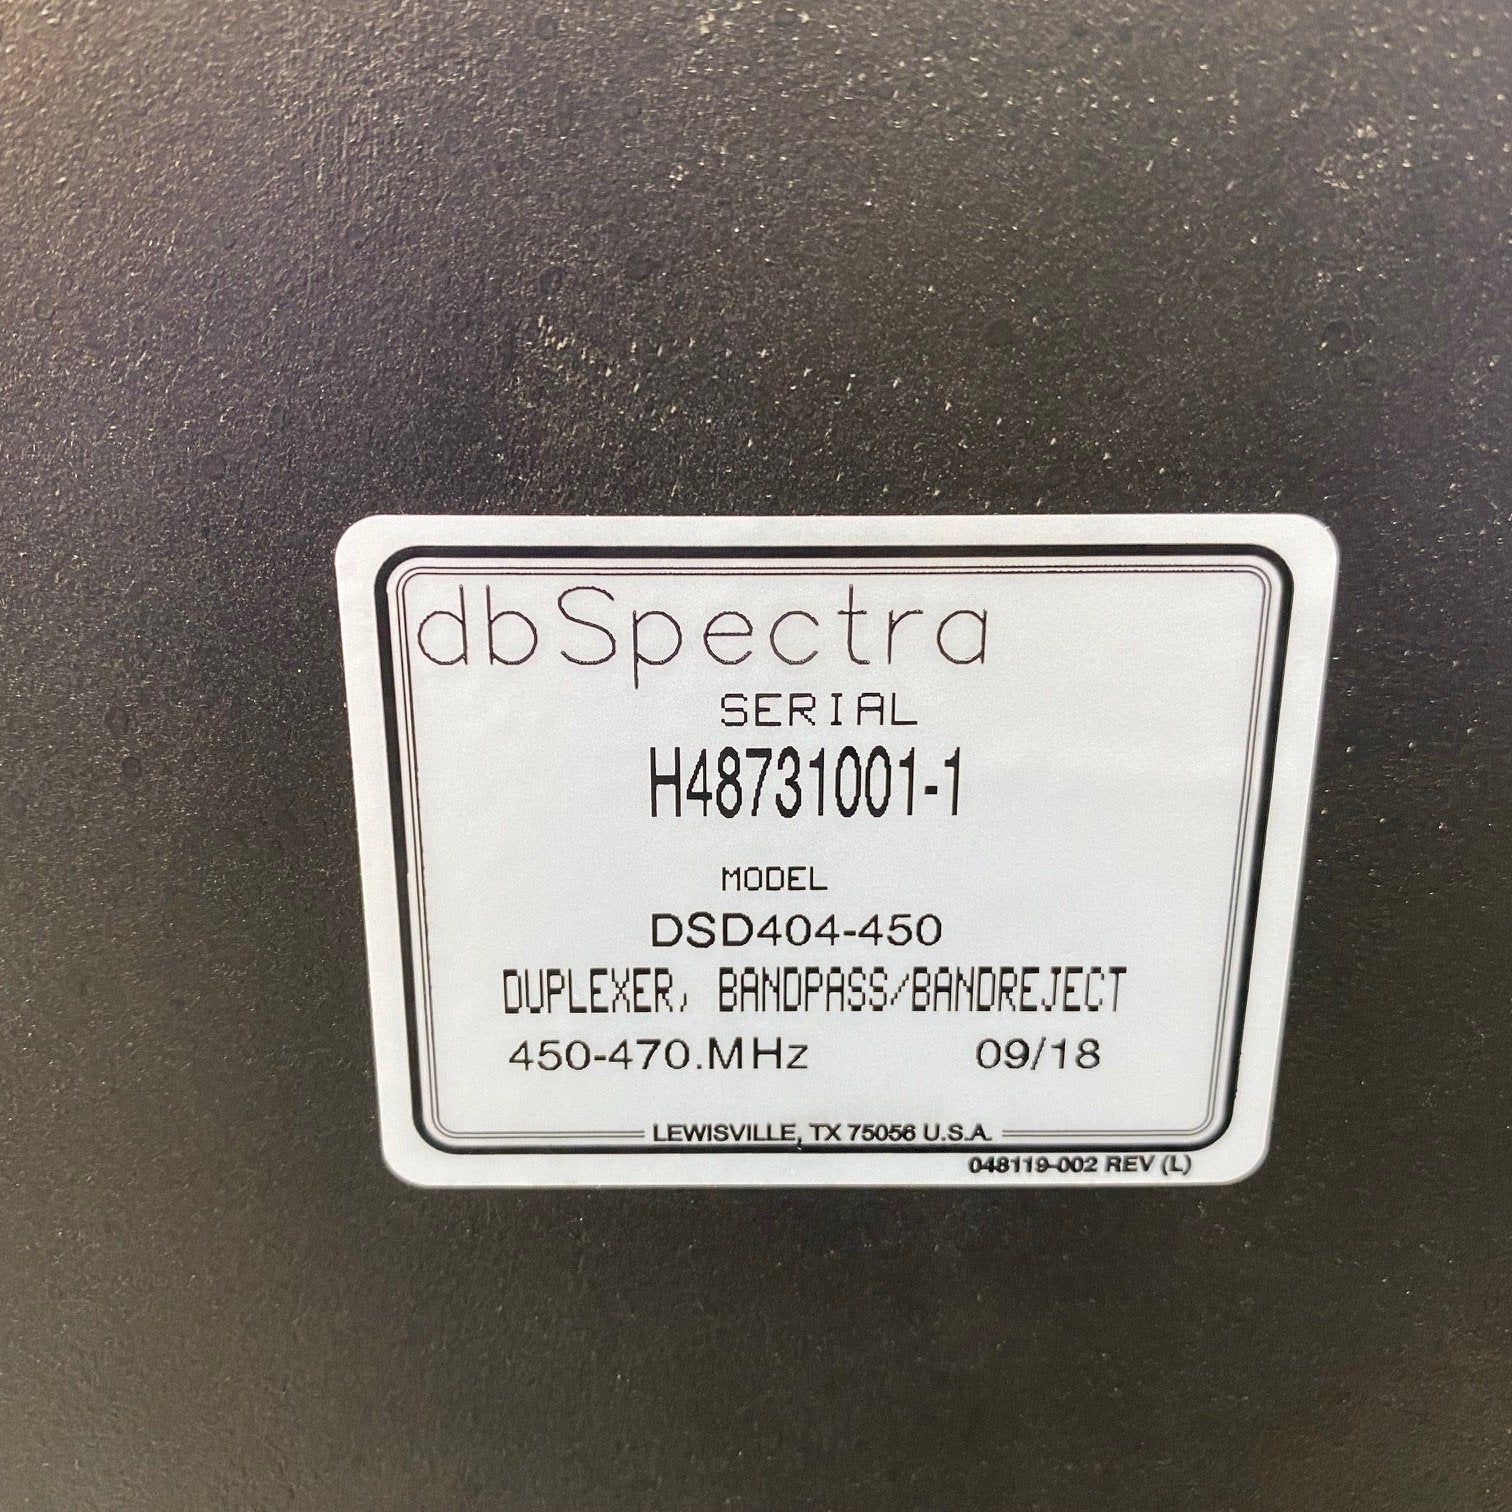 dbSpectra
SERIAL
H48731001-1
MODEL
DSD404-450
DUPLEXER, BANDPASS/BANDREJECT
450-470.MHz 09/18
LEWISVILLE, TX 75056 U.S.A.
048119-002 REV (L)